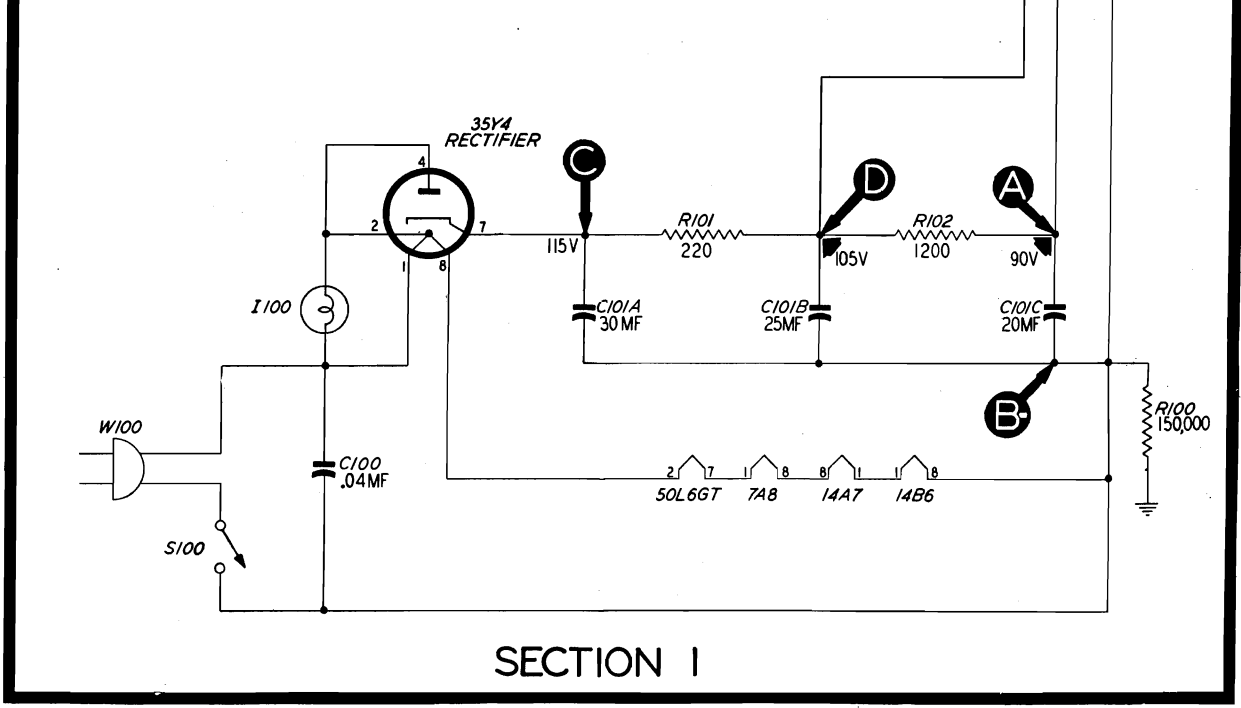 35Y4
RECTIFIER
4
C
D
A
2
7
R101
220
R102
1200
115V
105V
90V
1
8
I100
C101A
30MF
C101B
25MF
C101C
20MF
B-
R100
150,000
W100
C100
.04MF
2 7
1 8
8 1
1 8
50L6GT
7A8
14A7
14B6
S100
SECTION 1